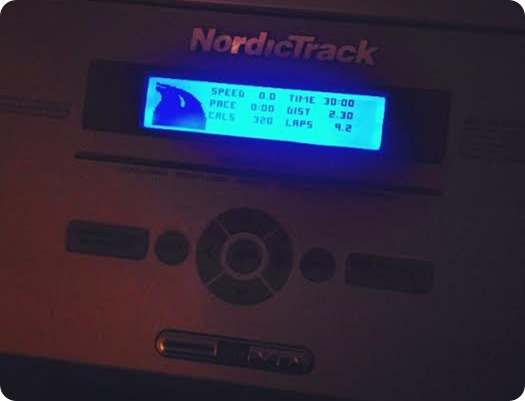 NordicTrack
SPEED 0.0 TIME 30:00
PACE 0:00 DIST 2.30
CALS 320 LAPS 9.2